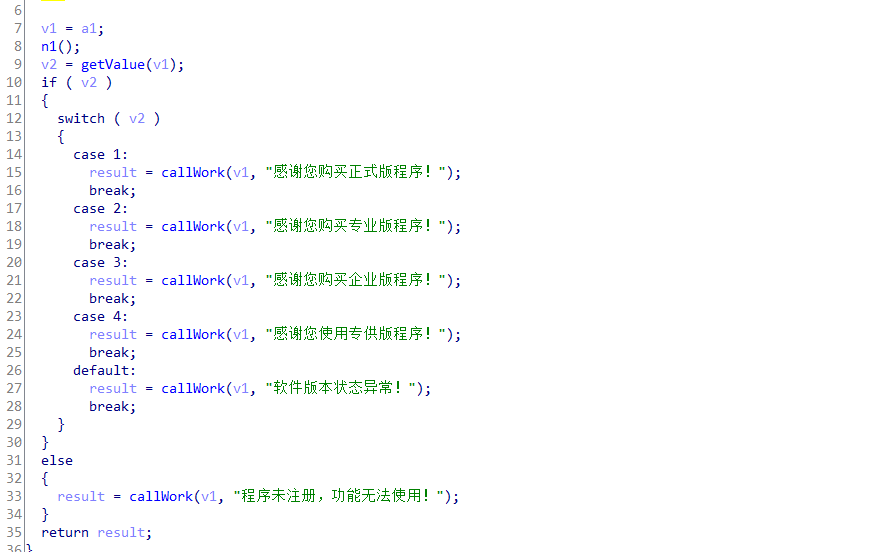 6
7 v1 = a1;
8 n1();
9 v2 = getValue(v1);
10 if ( v2 )
11 {
12 switch ( v2 )
13 {
14 case 1:
15 result = callWork(v1, "感谢您购买正式版程序！");
16 break;
17 case 2:
18 result = callWork(v1, "感谢您购买专业版程序！");
19 break;
20 case 3:
21 result = callWork(v1, "感谢您购买企业版程序！");
22 break;
23 case 4:
24 result = callWork(v1, "感谢您使用专供版程序！");
25 break;
26 default:
27 result = callWork(v1, "软件版本状态异常！");
28 break;
29 }
30 }
31 else
32 {
33 result = callWork(v1, "程序未注册，功能无法使用！");
34 }
35 return result;
36 }